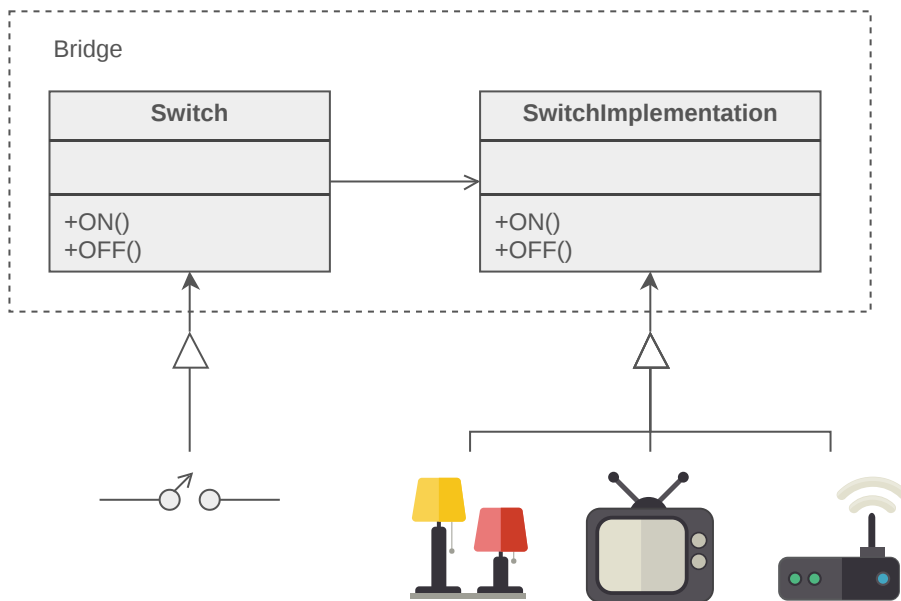 Bridge
Switch
+ON()
+OFF()
SwitchImplementation
+ON()
+OFF()